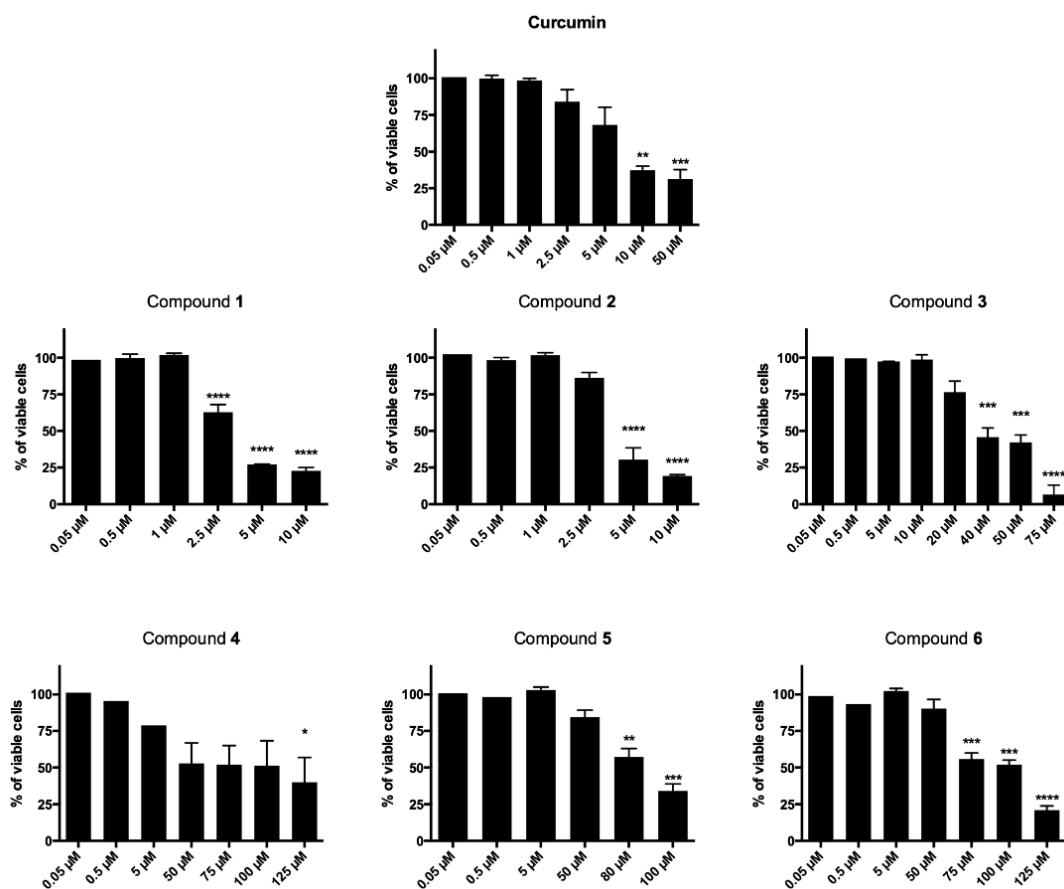 Curcumin
% of viable cells
100
75
50
25
0
** ***
0.05 µM 0.5 µM 1 µM 2.5 µM 5 µM 10 µM 50 µM
Compound 1
% of viable cells
100
75
50
25
0
**** **** ****
0.05 µM 0.5 µM 1 µM 2.5 µM 5 µM 10 µM
Compound 2
% of viable cells
100
75
50
25
0
**** ****
0.05 µM 0.5 µM 1 µM 2.5 µM 5 µM 10 µM
Compound 3
% of viable cells
100
75
50
25
0
*** *** ****
0.05 µM 0.5 µM 5 µM 10 µM 20 µM 40 µM 50 µM 75 µM
Compound 4
% of viable cells
100
75
50
25
0
*
0.05 µM 0.5 µM 5 µM 50 µM 75 µM 100 µM 125 µM
Compound 5
% of viable cells
100
75
50
25
0
** ***
0.05 µM 0.5 µM 5 µM 50 µM 80 µM 100 µM
Compound 6
% of viable cells
100
75
50
25
0
*** *** ****
0.05 µM 0.5 µM 5 µM 50 µM 75 µM 100 µM 125 µM